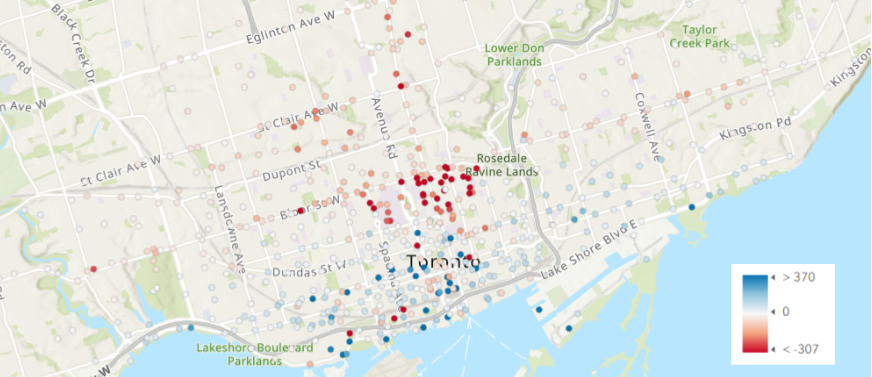 Black Creek Dr
Eglinton Ave W
Lower Don
Parklands
Taylor
Creek Park
Kingston
ston Rd
n Ave W
St Clair Ave W
Avenue Rd
Coxwell Ave
Kingston Rd
St Clair Ave W
Dupont St
Rosedale
Ravine Lands
Lansdowne Ave
Bloor St W
Spadina
Toronto
Dundas St W
Lake Shore Blvd E
> 370
0
< -307
Lakeshore Boulevard
Parklands
W